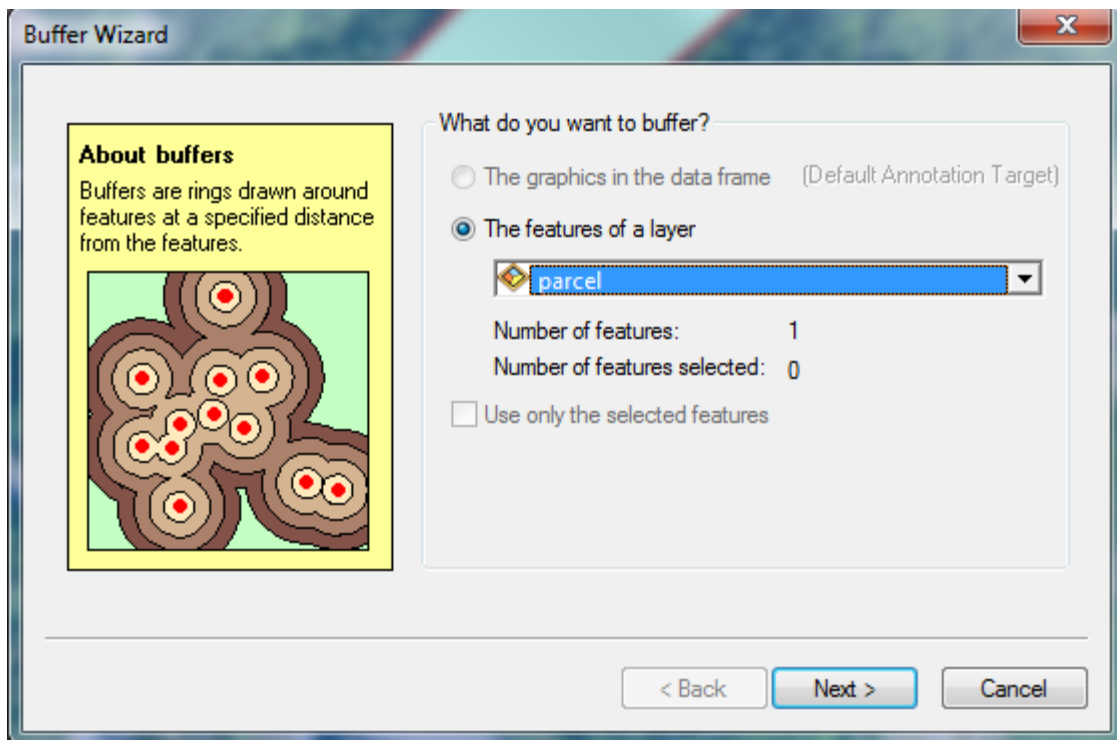 Buffer Wizard
About buffers
Buffers are rings drawn around
features at a specified distance
from the features.
What do you want to buffer?
The graphics in the data frame (Default Annotation Target)
The features of a layer
parcel
Number of features: 1
Number of features selected: 0
Use only the selected features
< Back Next > Cancel